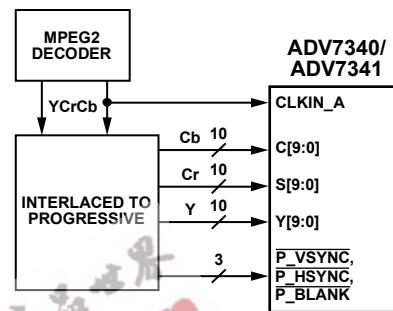 MPEG2
DECODER
YCrCb
INTERLACED TO
PROGRESSIVE
Cb 10
Cr 10
Y 10
3
ADV7340/
ADV7341
CLKIN_A
C[9:0]
S[9:0]
Y[9:0]
P_VSYNC,
P_HSYNC,
P_BLANK